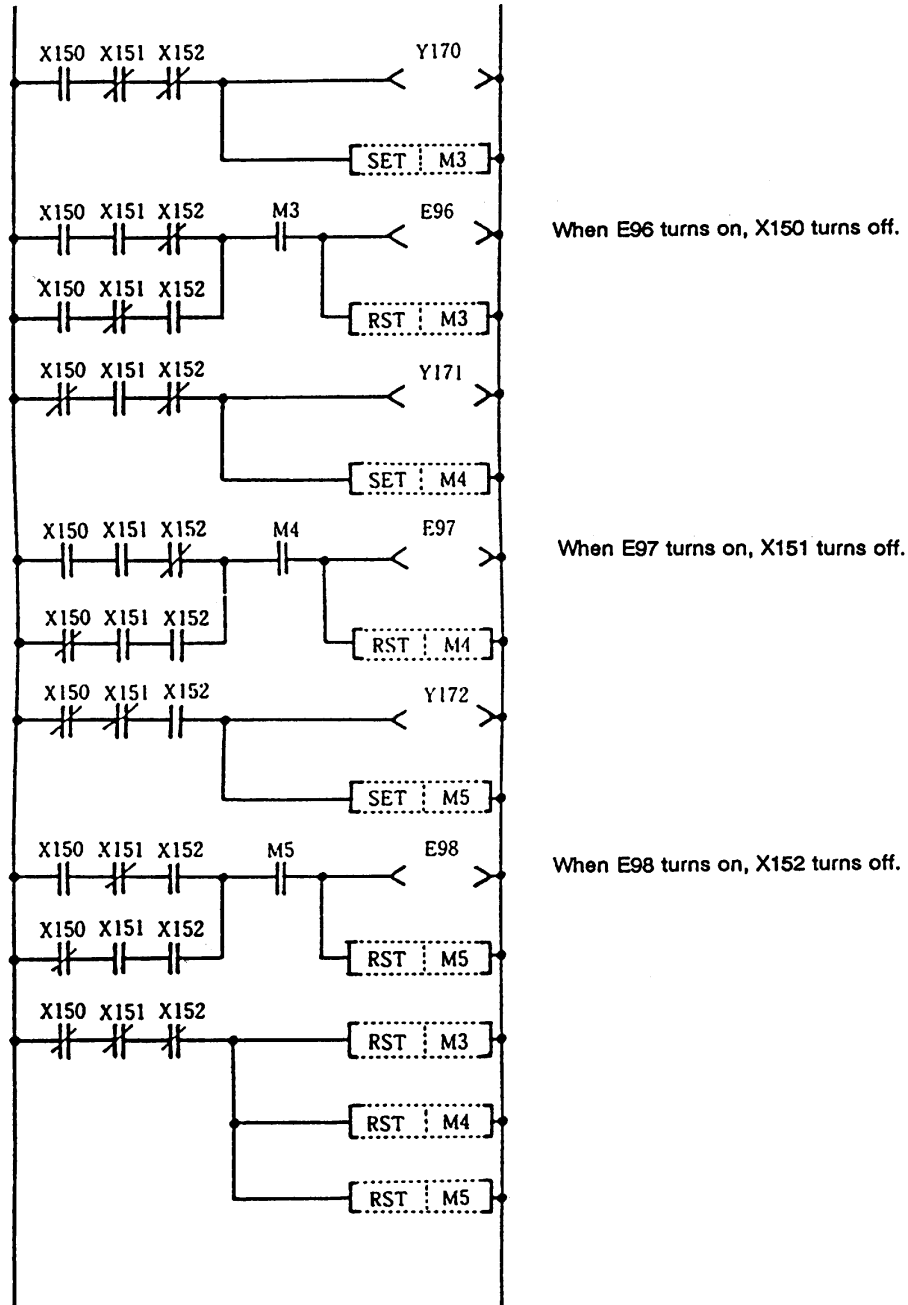 Y170
X150 X151 X152
SET M3
X150 X151 X152 M3 E96
When E96 turns on, X150 turns off.
X150 X151 X152
RST M3
X150 X151 X152 Y171
SET M4
X150 X151 X152 M4 E97
When E97 turns on, X151 turns off.
X150 X151 X152
RST M4
X150 X151 X152 Y172
SET M5
X150 X151 X152 M5 E98
When E98 turns on, X152 turns off.
X150 X151 X152
RST M5
X150 X151 X152
RST M3
RST M4
RST M5